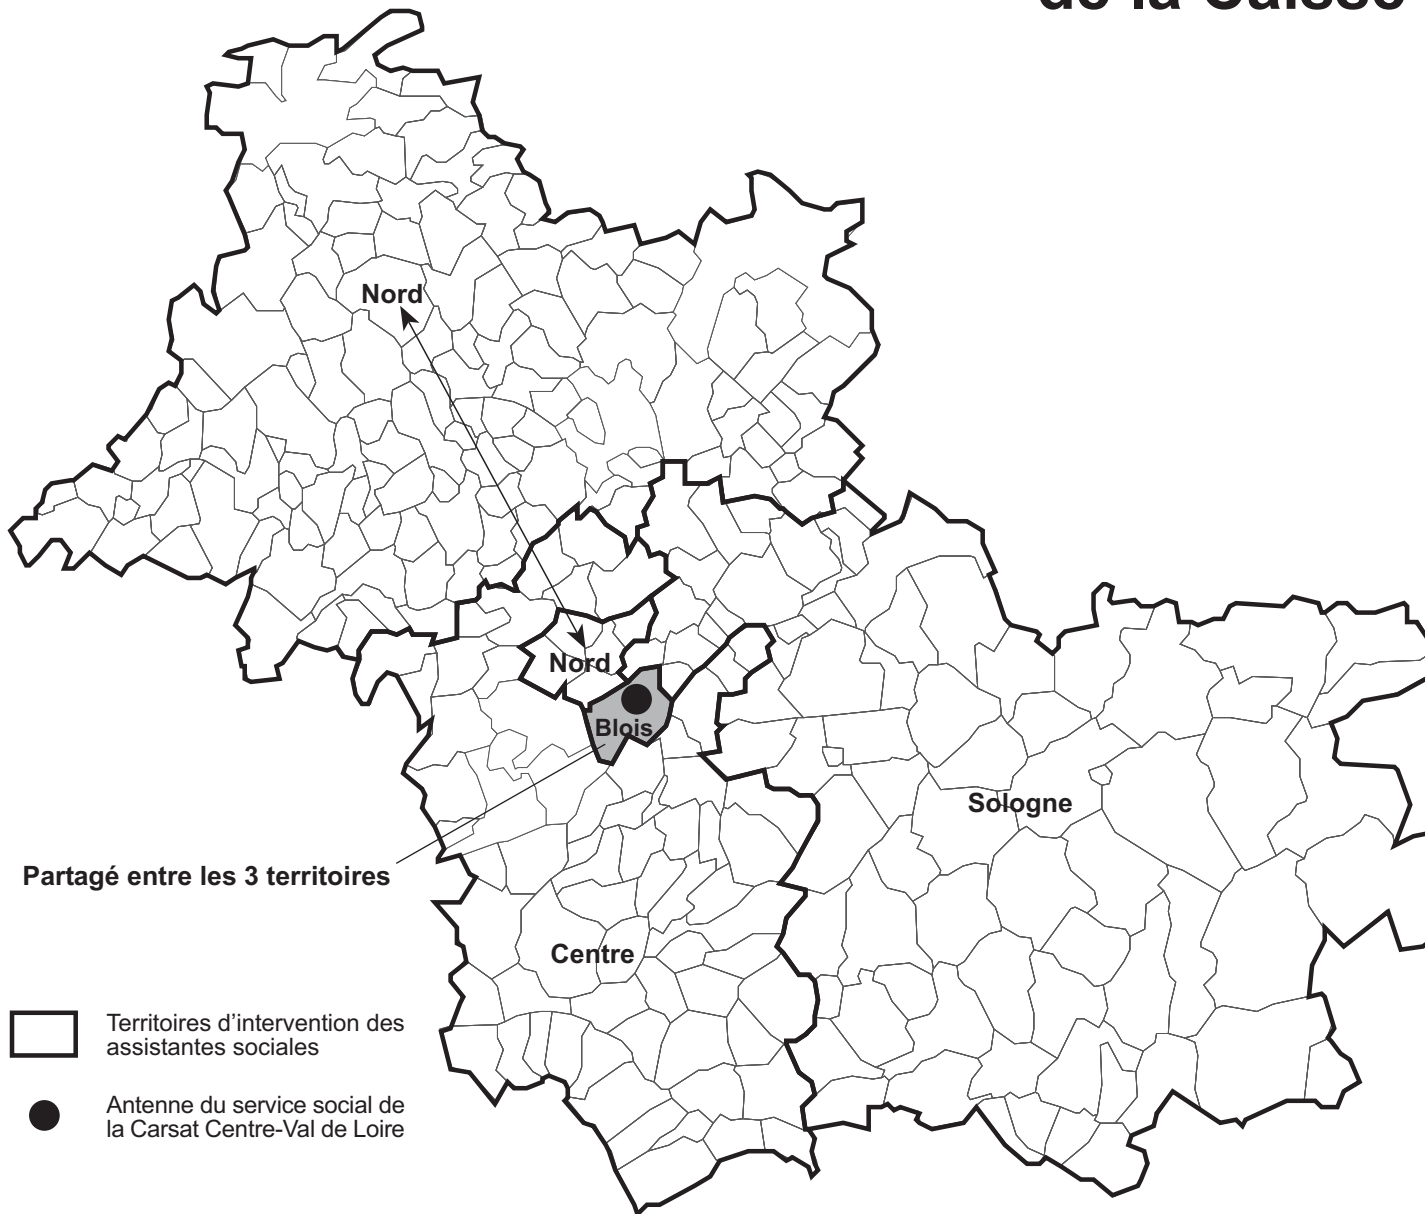 de la Caisse
Nord
Nord
Blois
Sologne
Partagé entre les 3 territoires
Centre
Territoires d’intervention des
assistantes sociales
Antenne du service social de
la Carsat Centre-Val de Loire